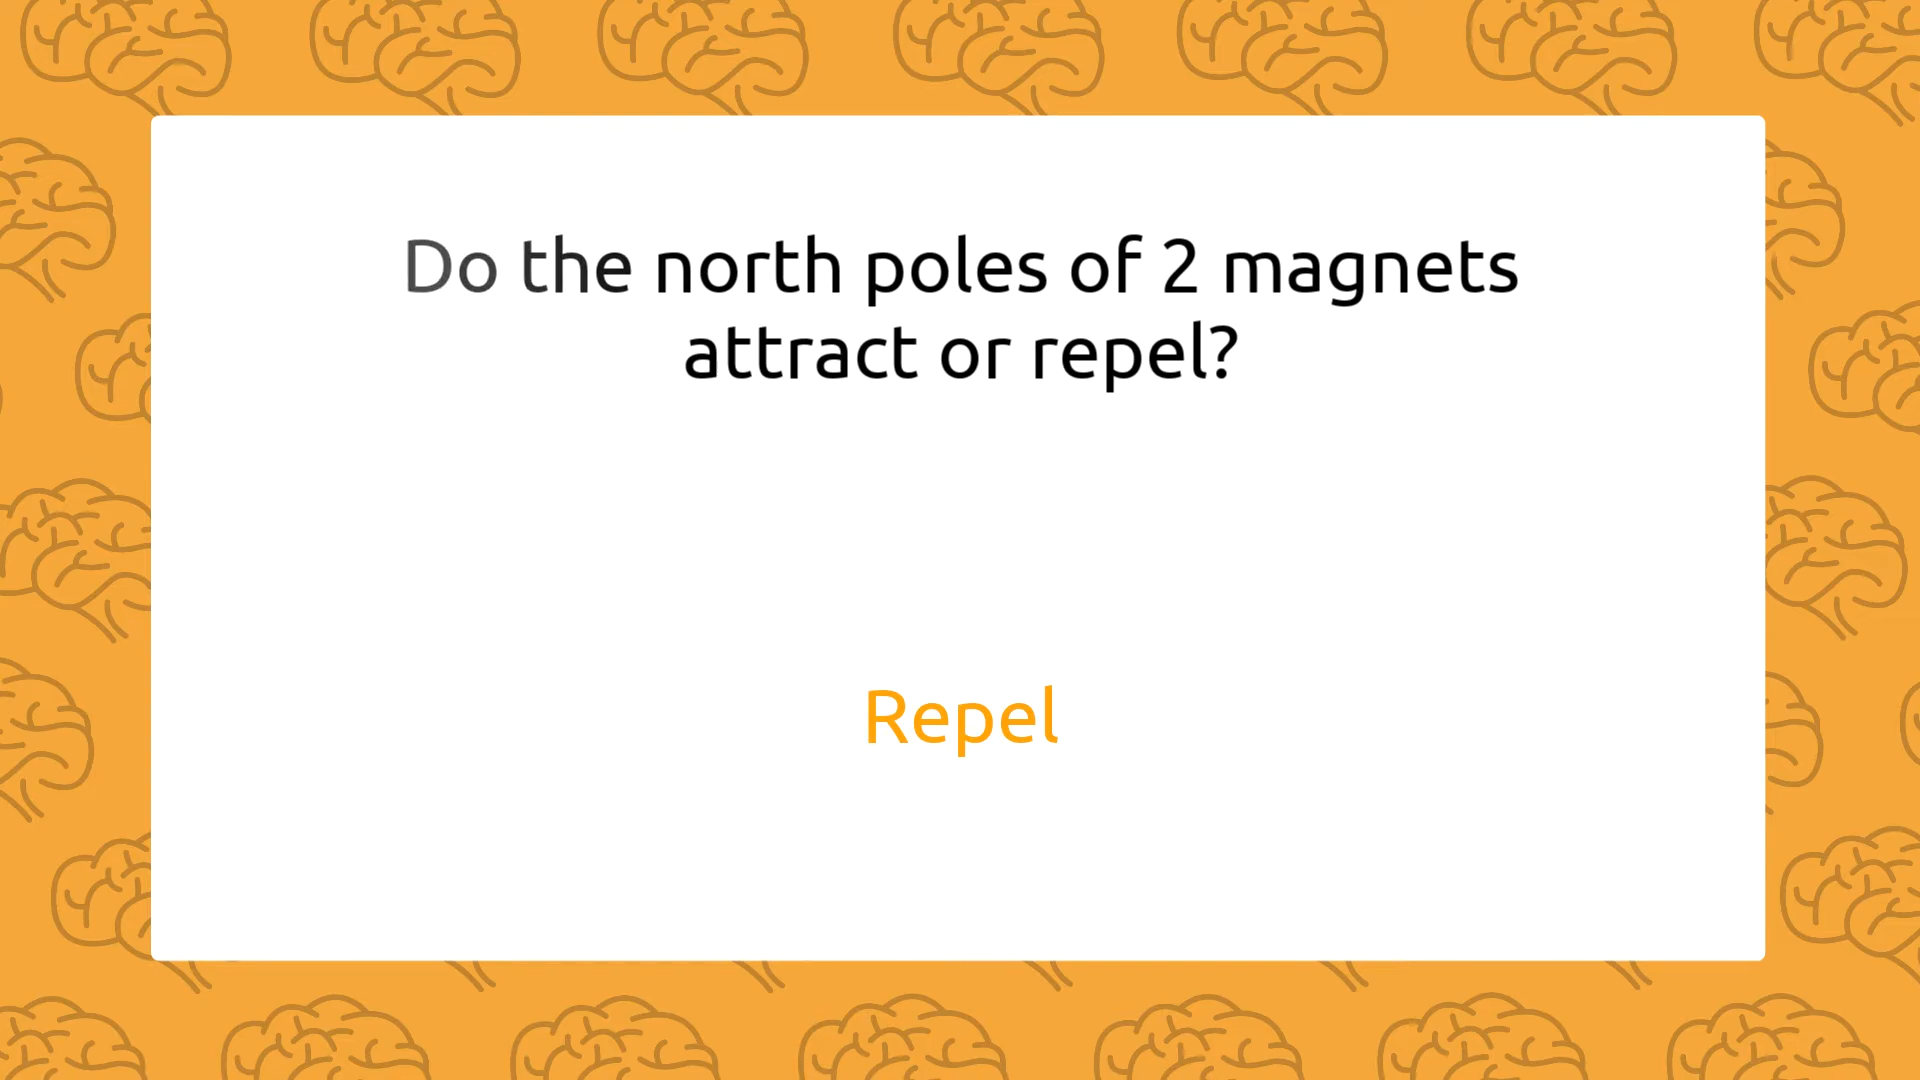 Do the north poles of 2 magnets
attract or repel?
Repel